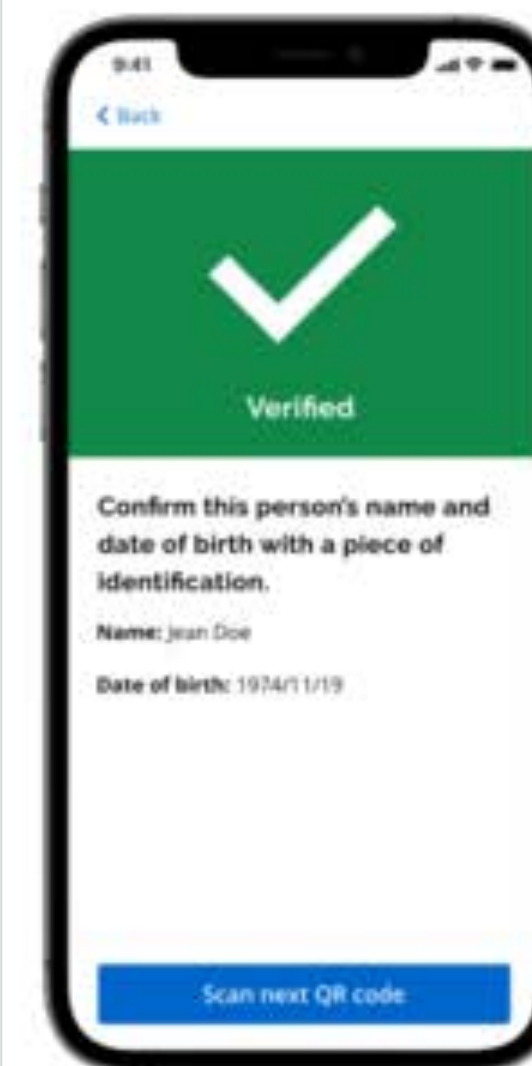 9:41
Back
Verified
Confirm this person's name and
date of birth with a piece of
identification.
Name: Jean Doe
Date of birth: 1974/11/19
Scan next QR code